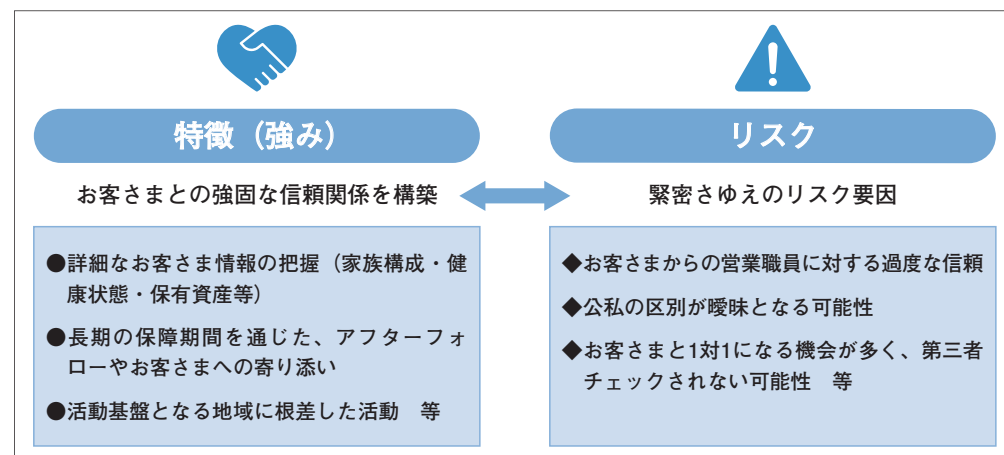 特徴（強み）
お客さまとの強固な信頼関係を構築
●詳細なお客さま情報の把握（家族構成・健
康状態・保有資産等）
●長期の保障期間を通じた、アフターフォ
ローやお客さまへの寄り添い
●活動基盤となる地域に根差した活動　等
リスク
緊密さゆえのリスク要因
◆お客さまからの営業職員に対する過度な信頼
◆公私の区別が曖昧となる可能性
◆お客さまと1対1になる機会が多く、第三者
チェックされない可能性　等